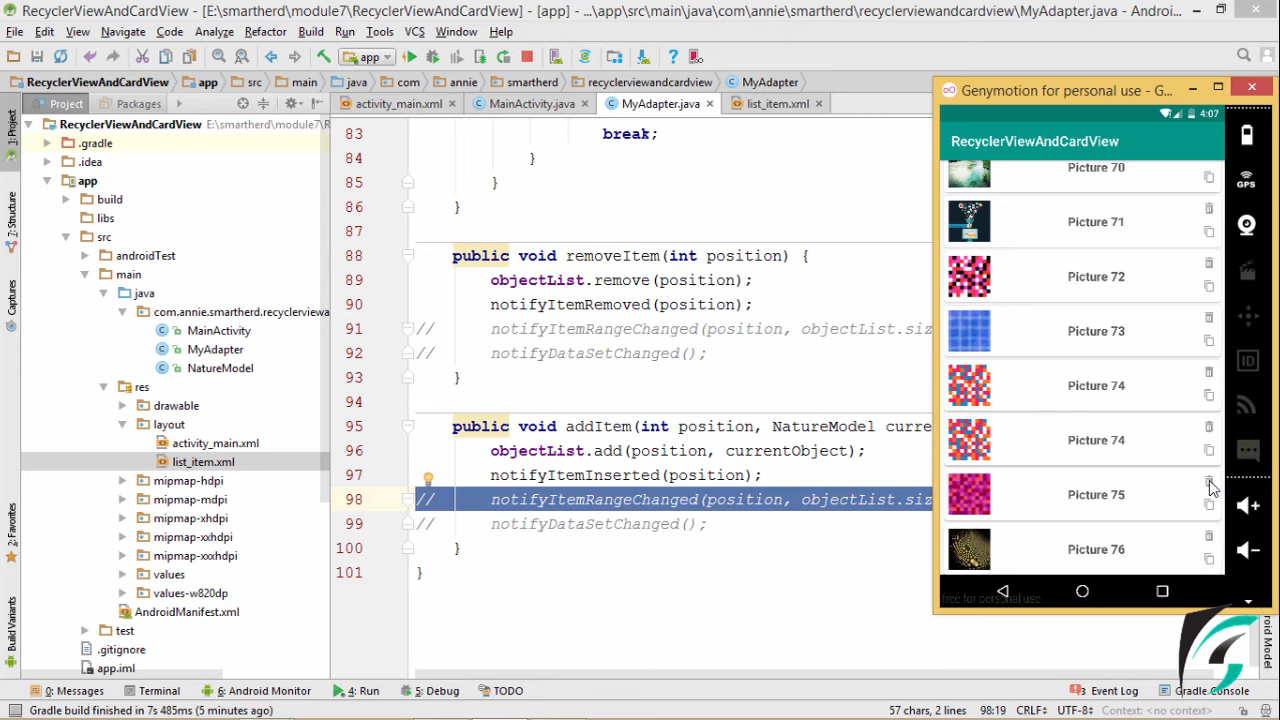 RecyclerViewAndCardView - [E:\smartherd\module7\RecyclerViewAndCardView] - [app] - ...\app\src\main\java\com\annie\smartherd\recyclerviewandcardview\MyAdapter.java - Android...
File Edit View Navigate Code Analyze Refactor Build Run Tools VCS Window Help
app
RecyclerViewAndCardView app src main java com annie smartherd recyclerviewandcardview MyAdapter
Project Packages
activity_main.xml MainActivity.java MyAdapter.java list_item.xml
1: Project
7: Structure
Captures
2: Favorites
Build Variants
RecyclerViewAndCardView E:\smartherd\module7\R
.gradle
.idea
app
build
libs
src
androidTest
main
java
com.annie.smartherd.recyclerviewa
MainActivity
MyAdapter
NatureModel
res
drawable
layout
activity_main.xml
list_item.xml
mipmap-hdpi
mipmap-mdpi
mipmap-xhdpi
mipmap-xxhdpi
mipmap-xxxhdpi
values
values-w820dp
AndroidManifest.xml
test
.gitignore
app.iml
83 break;
84 }
85 }
86 }
87
88 public void removeItem(int position) {
89 objectList.remove(position);
90 notifyItemRemoved(position);
91 // notifyItemRangeChanged(position, objectList.siz
92 // notifyDataSetChanged();
93 }
94
95 public void addItem(int position, NatureModel curre
96 objectList.add(position, currentObject);
97 notifyItemInserted(position);
98 // notifyItemRangeChanged(position, objectList.siz
99 // notifyDataSetChanged();
100 }
101 }
Genymotion for personal use - G...
4:07
RecyclerViewAndCardView
Picture 70
Picture 71
Picture 72
Picture 73
Picture 74
Picture 74
Picture 75
Picture 76
free for personal use
GPS
ID
roid Model
0: Messages Terminal 6: Android Monitor 4: Run 5: Debug TODO 3 Event Log Gradle Console
Gradle build finished in 7s 485ms (5 minutes ago) 57 chars, 2 lines 98:19 CRLF÷ UTF-8÷ Context: <no context>